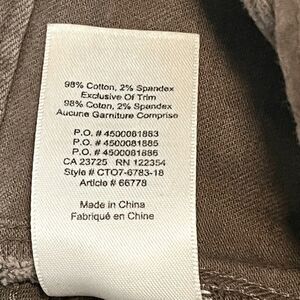 98% Cotton, 2% Spandex
Exclusive Of Trim
98% Coton, 2% Spandex
Aucune Garniture Comprise
P.O. # 4500081883
P.O. # 4500081885
P.O. # 4500081886
CA 23725 RN 122354
Style # CTO7-6783-18
Article # 66778
Made in China
Fabriqué en Chine